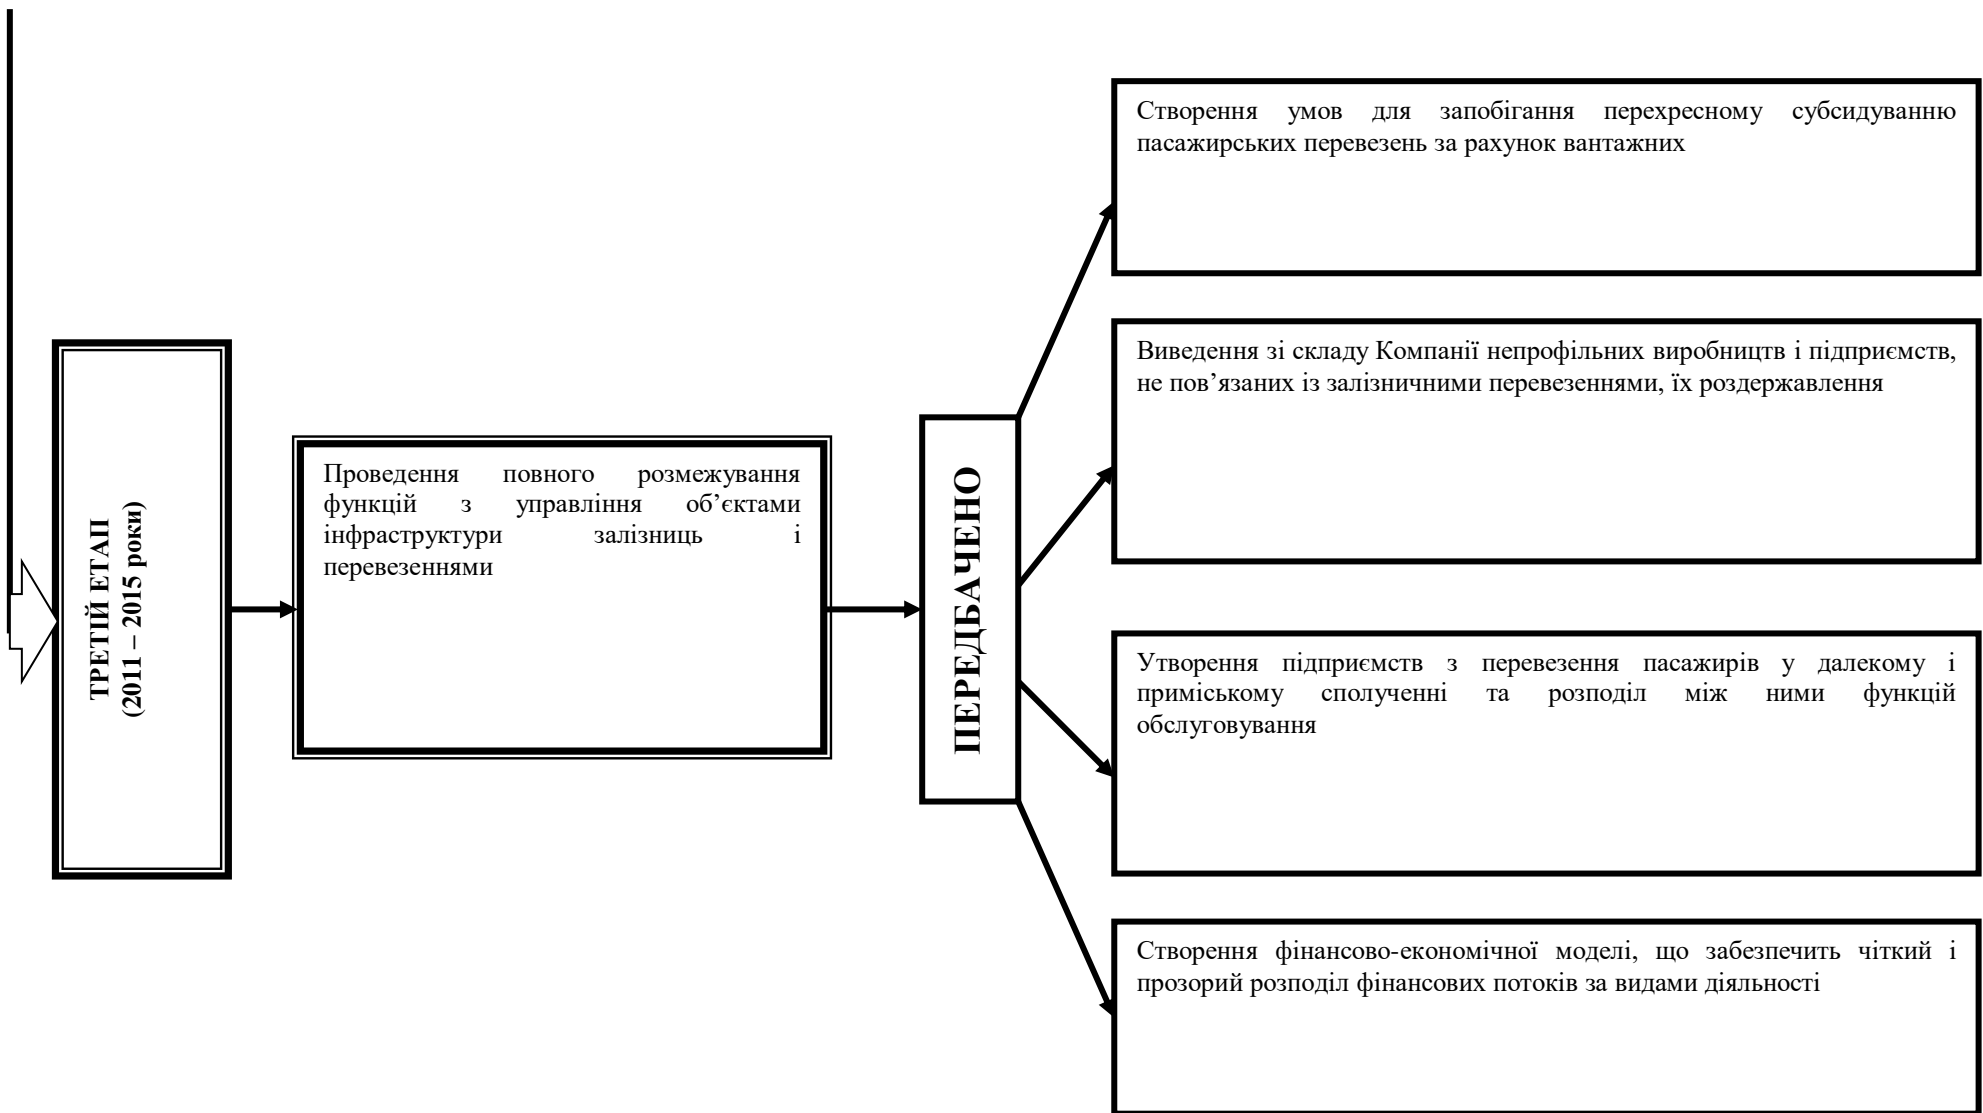 ТРЕТІЙ ЕТАП
(2011 – 2015 роки)
Проведення повного розмежування
функцій з управління об’єктами
інфраструктури залізниць і
перевезеннями
ПЕРЕДБАЧЕНО
Створення умов для запобігання перехресному субсидуванню
пасажирських перевезень за рахунок вантажних
Виведення зі складу Компанії непрофільних виробництв і підприємств,
не пов’язаних із залізничними перевезеннями, їх роздержавлення
Утворення підприємств з перевезення пасажирів у далекому і
приміському сполученні та розподіл між ними функцій
обслуговування
Створення фінансово-економічної моделі, що забезпечить чіткий і
прозорий розподіл фінансових потоків за видами діяльності